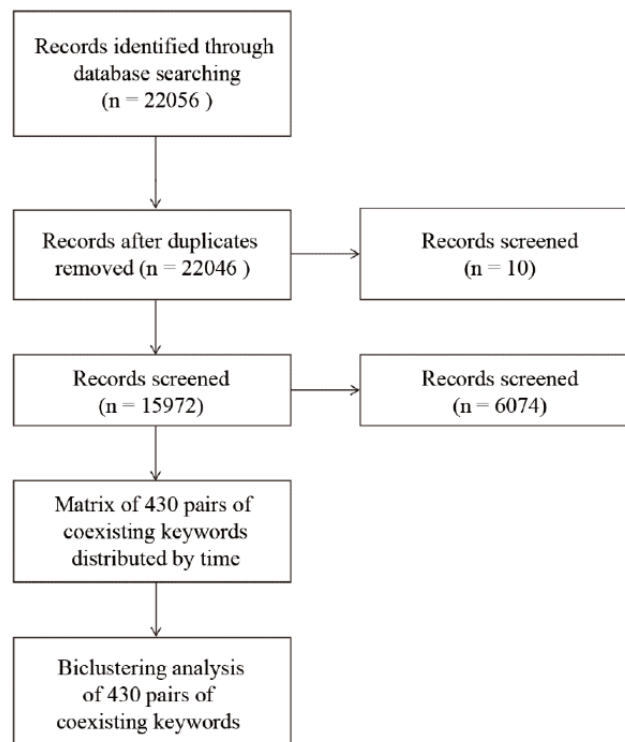 Records identified through
database searching
(n = 22056 )
Records after duplicates
removed (n = 22046 )
Records screened
(n = 10)
Records screened
(n = 15972)
Records screened
(n = 6074)
Matrix of 430 pairs of
coexisting keywords
distributed by time
Biclustering analysis
of 430 pairs of
coexisting keywords